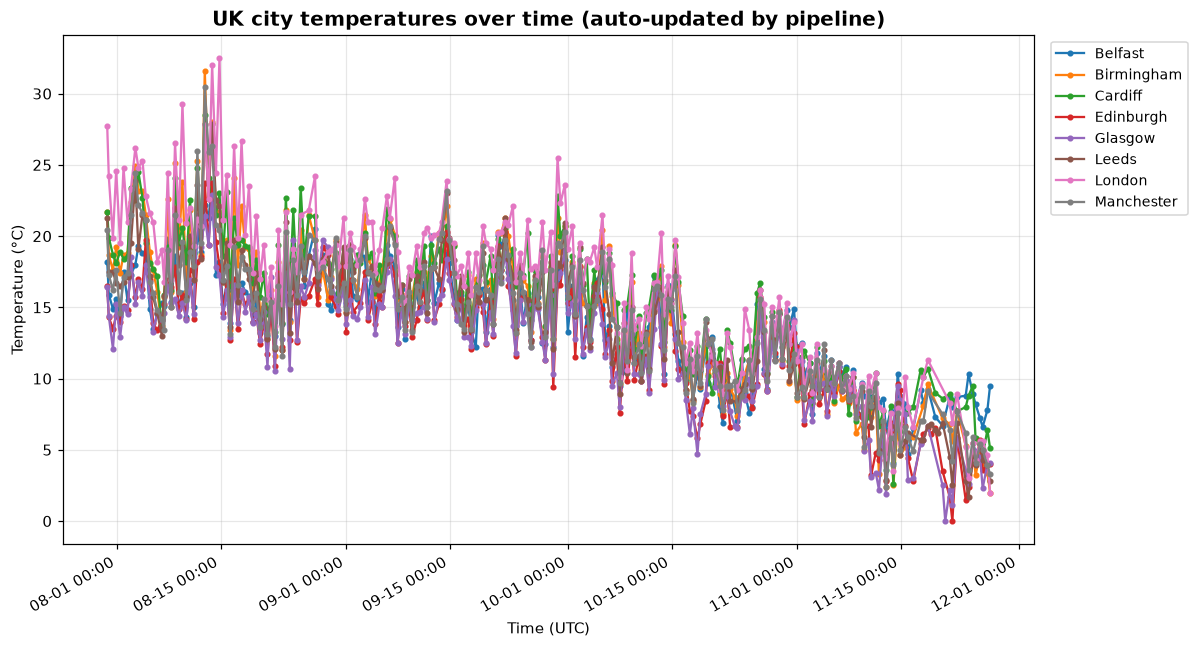 UK city temperatures over time (auto-updated by pipeline)
Temperature (°C)
30
25
20
15
10
5
0
08-01 00:00
08-15 00:00
09-01 00:00
09-15 00:00
10-01 00:00
10-15 00:00
11-01 00:00
11-15 00:00
12-01 00:00
Time (UTC)
Belfast
Birmingham
Cardiff
Edinburgh
Glasgow
Leeds
London
Manchester